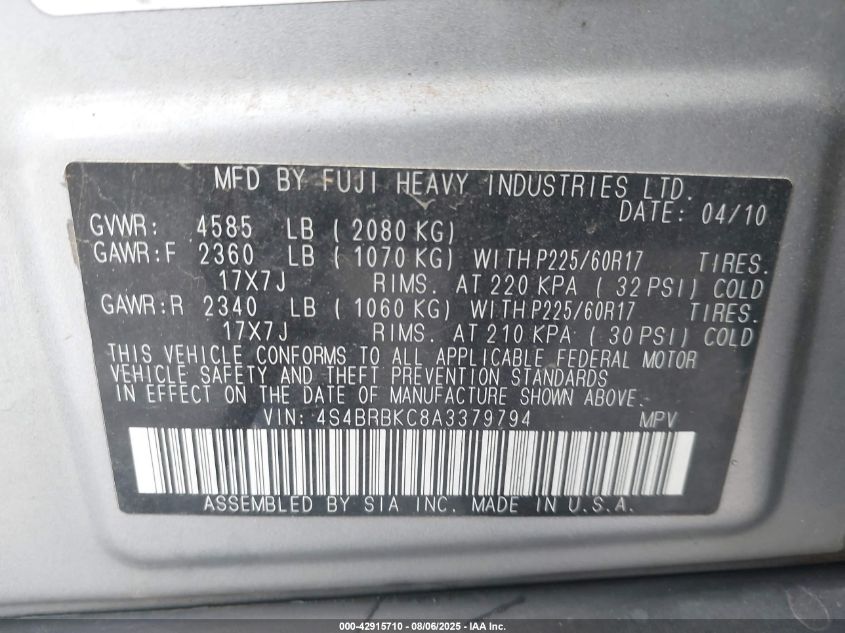 MFD BY FUJI HEAVY INDUSTRIES LTD.
DATE: 04/10
GVWR: 4585 LB ( 2080 KG)
GAWR:F 2360 LB ( 1070 KG) WITH P225/60R17 TIRES.
17X7J RIMS. AT 220 KPA ( 32 PSI) COLD
GAWR:R 2340 LB ( 1060 KG) WITH P225/60R17 TIRES.
17X7J RIMS. AT 210 KPA ( 30 PSI) COLD
THIS VEHICLE CONFORMS TO ALL APPLICABLE FEDERAL MOTOR
VEHICLE SAFETY AND THEFT PREVENTION STANDARDS
IN EFFECT ON THE DATE OF MANUFACTURE SHOWN ABOVE.
VIN: 4S4BRBKC8A3379794 MPV
ASSEMBLED BY SIA INC. MADE IN U.S.A.
000-42915710 - 08/06/2025 - IAA Inc.